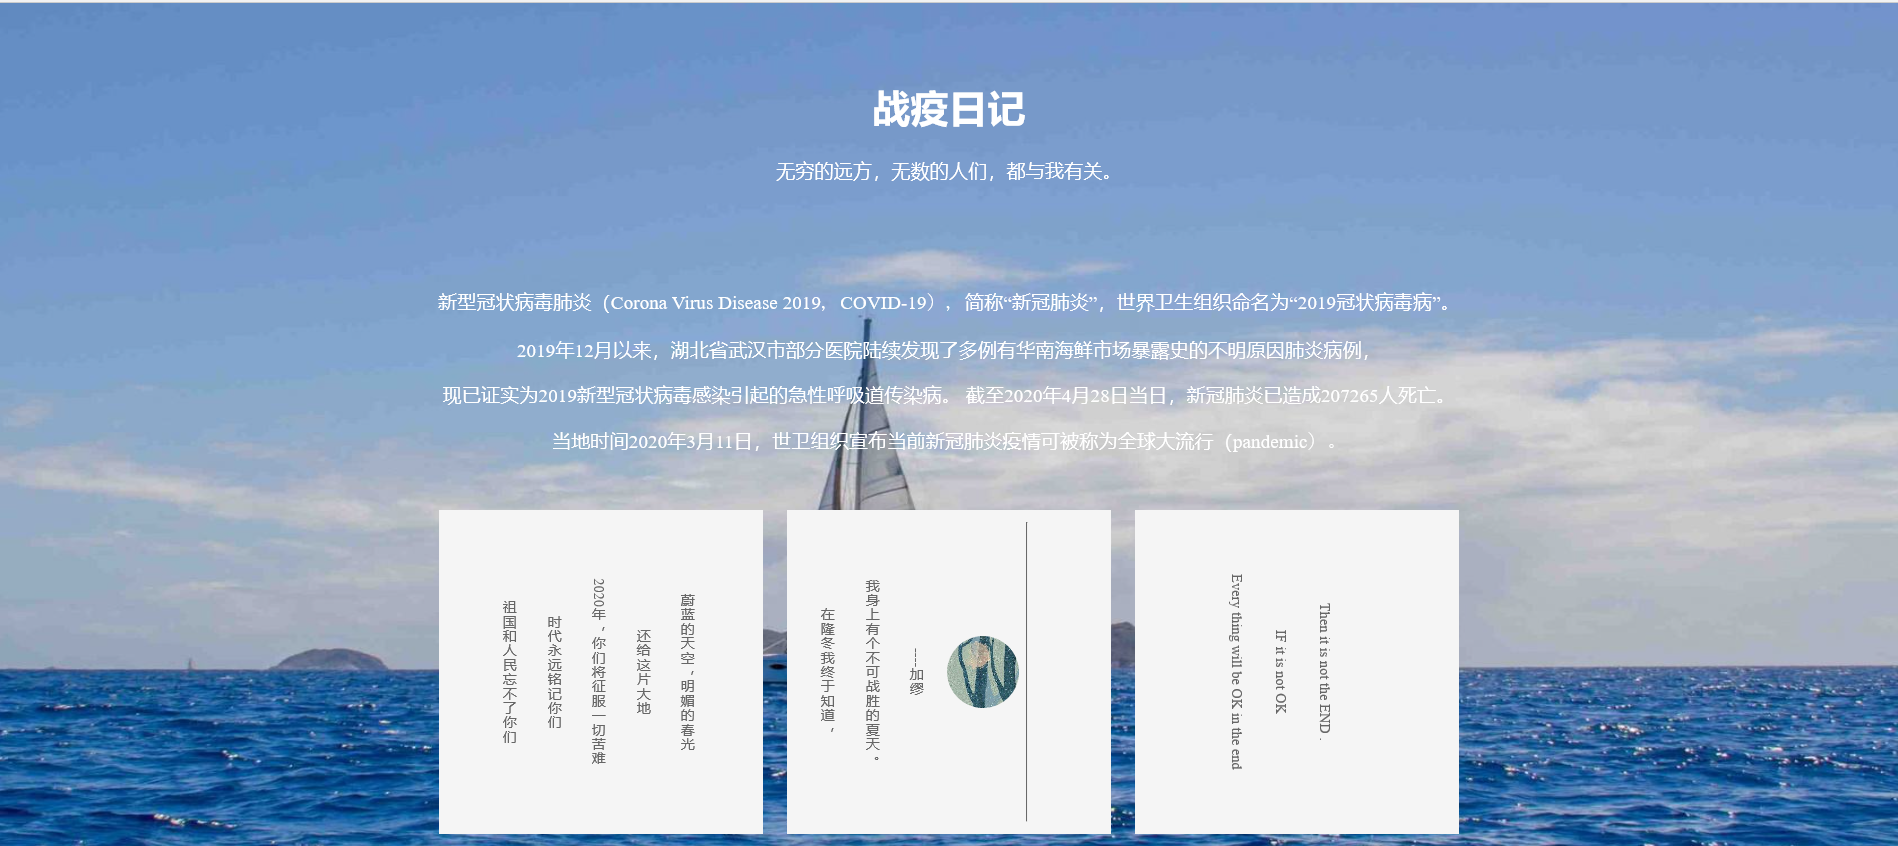 战疫日记
无穷的远方，无数的人们，都与我有关。
新型冠状病毒肺炎（Corona Virus Disease 2019，COVID-19），简称“新冠肺炎”，世界卫生组织命名为“2019冠状病毒病”。
2019年12月以来，湖北省武汉市部分医院陆续发现了多例有华南海鲜市场暴露史的不明原因肺炎病例，
现已证实为2019新型冠状病毒感染引起的急性呼吸道传染病。 截至2020年4月28日当日，新冠肺炎已造成207265人死亡。
当地时间2020年3月11日，世卫组织宣布当前新冠肺炎疫情可被称为全球大流行（pandemic）。
祖国和人民忘不了你们
时代永远铭记你们
2020年，你们将征服一切苦难
还给这片大地
蔚蓝的天空，明媚的春光
在隆冬我终于知道，
我身上有个不可战胜的夏天。
----加缪
Every thing will be OK in the end
IF it is not OK
Then it is not the END .